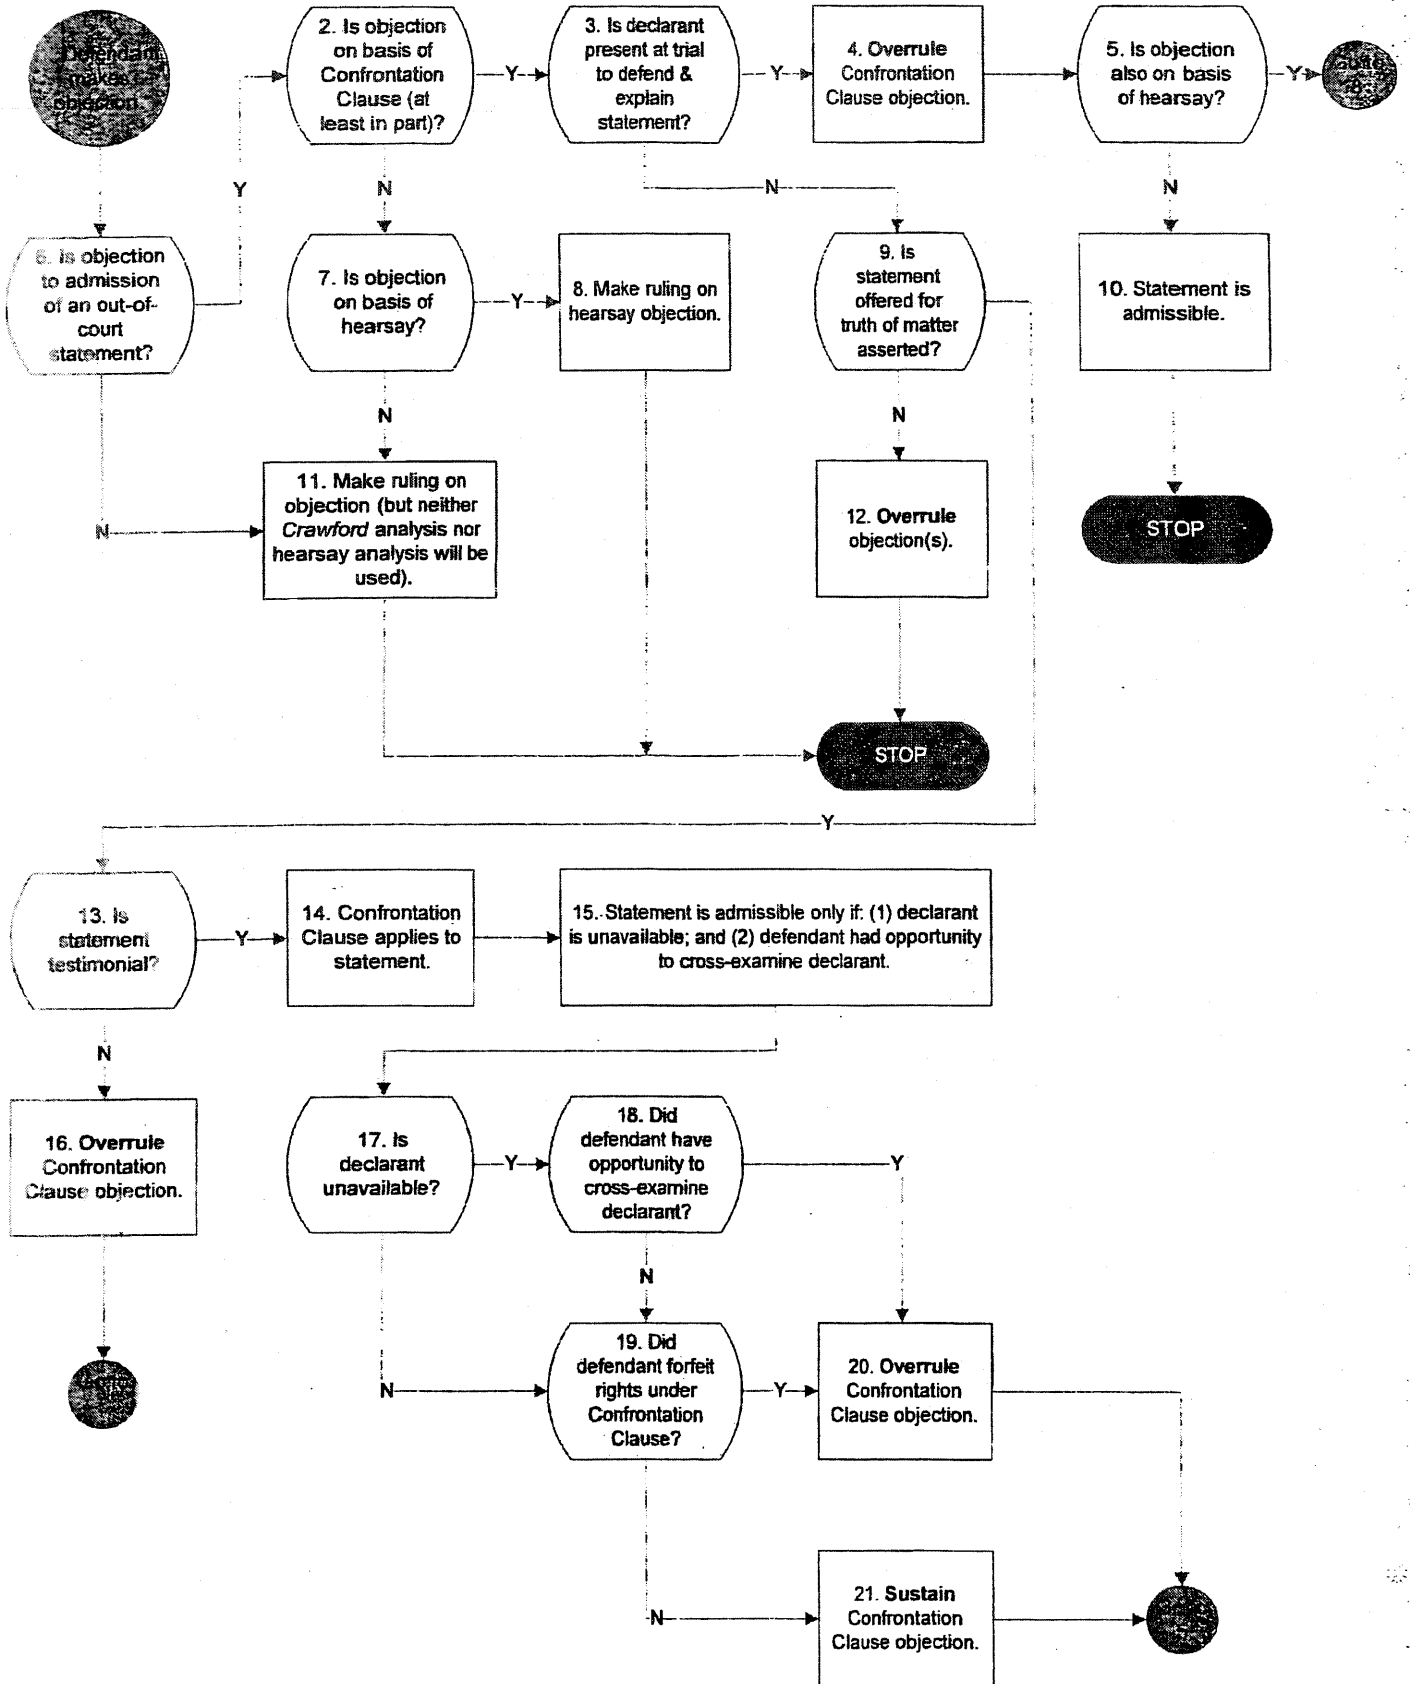 Defendant
makes
objection.
2. Is objection
on basis of
Confrontation
Clause (at
least in part)?
Y
3. Is declarant
present at trial
to defend &
explain
statement?
Y
4. Overrule
Confrontation
Clause objection.
5. Is objection
also on basis
of hearsay?
Y
Y
N
N
N
6. Is objection
to admission
of an out-of-
court
statement?
7. Is objection
on basis of
hearsay?
Y
8. Make ruling on
hearsay objection.
9. Is
statement
offered for
truth of matter
asserted?
10. Statement is
admissible.
N
N
N
11. Make ruling on
objection (but neither
Crawford analysis nor
hearsay analysis will be
used).
12. Overrule
objection(s).
STOP
STOP
Y
13. Is
statement
testimonial?
Y
14. Confrontation
Clause applies to
statement.
15. Statement is admissible only if: (1) declarant
is unavailable; and (2) defendant had opportunity
to cross-examine declarant.
N
16. Overrule
Confrontation
Clause objection.
17. Is
declarant
unavailable?
Y
18. Did
defendant have
opportunity to
cross-examine
declarant?
Y
N
N
19. Did
defendant forfeit
rights under
Confrontation
Clause?
Y
20. Overrule
Confrontation
Clause objection.
N
21. Sustain
Confrontation
Clause objection.